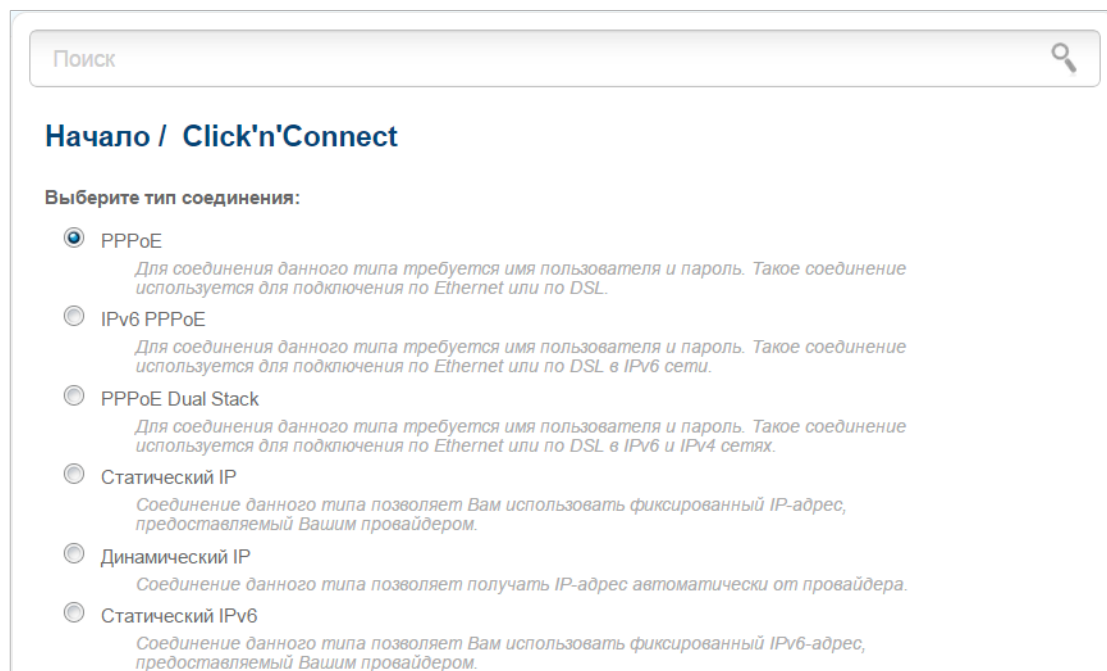 Поиск
Начало / Click'n'Connect
Выберите тип соединения:
PPPoE
Для соединения данного типа требуется имя пользователя и пароль. Такое соединение
используется для подключения по Ethernet или по DSL.
IPv6 PPPoE
Для соединения данного типа требуется имя пользователя и пароль. Такое соединение
используется для подключения по Ethernet или по DSL в IPv6 сети.
PPPoE Dual Stack
Для соединения данного типа требуется имя пользователя и пароль. Такое соединение
используется для подключения по Ethernet или по DSL в IPv6 и IPv4 сетях.
Статический IP
Соединение данного типа позволяет Вам использовать фиксированный IP-адрес,
предоставляемый Вашим провайдером.
Динамический IP
Соединение данного типа позволяет получать IP-адрес автоматически от провайдера.
Статический IPv6
Соединение данного типа позволяет Вам использовать фиксированный IPv6-адрес,
предоставляемый Вашим провайдером.